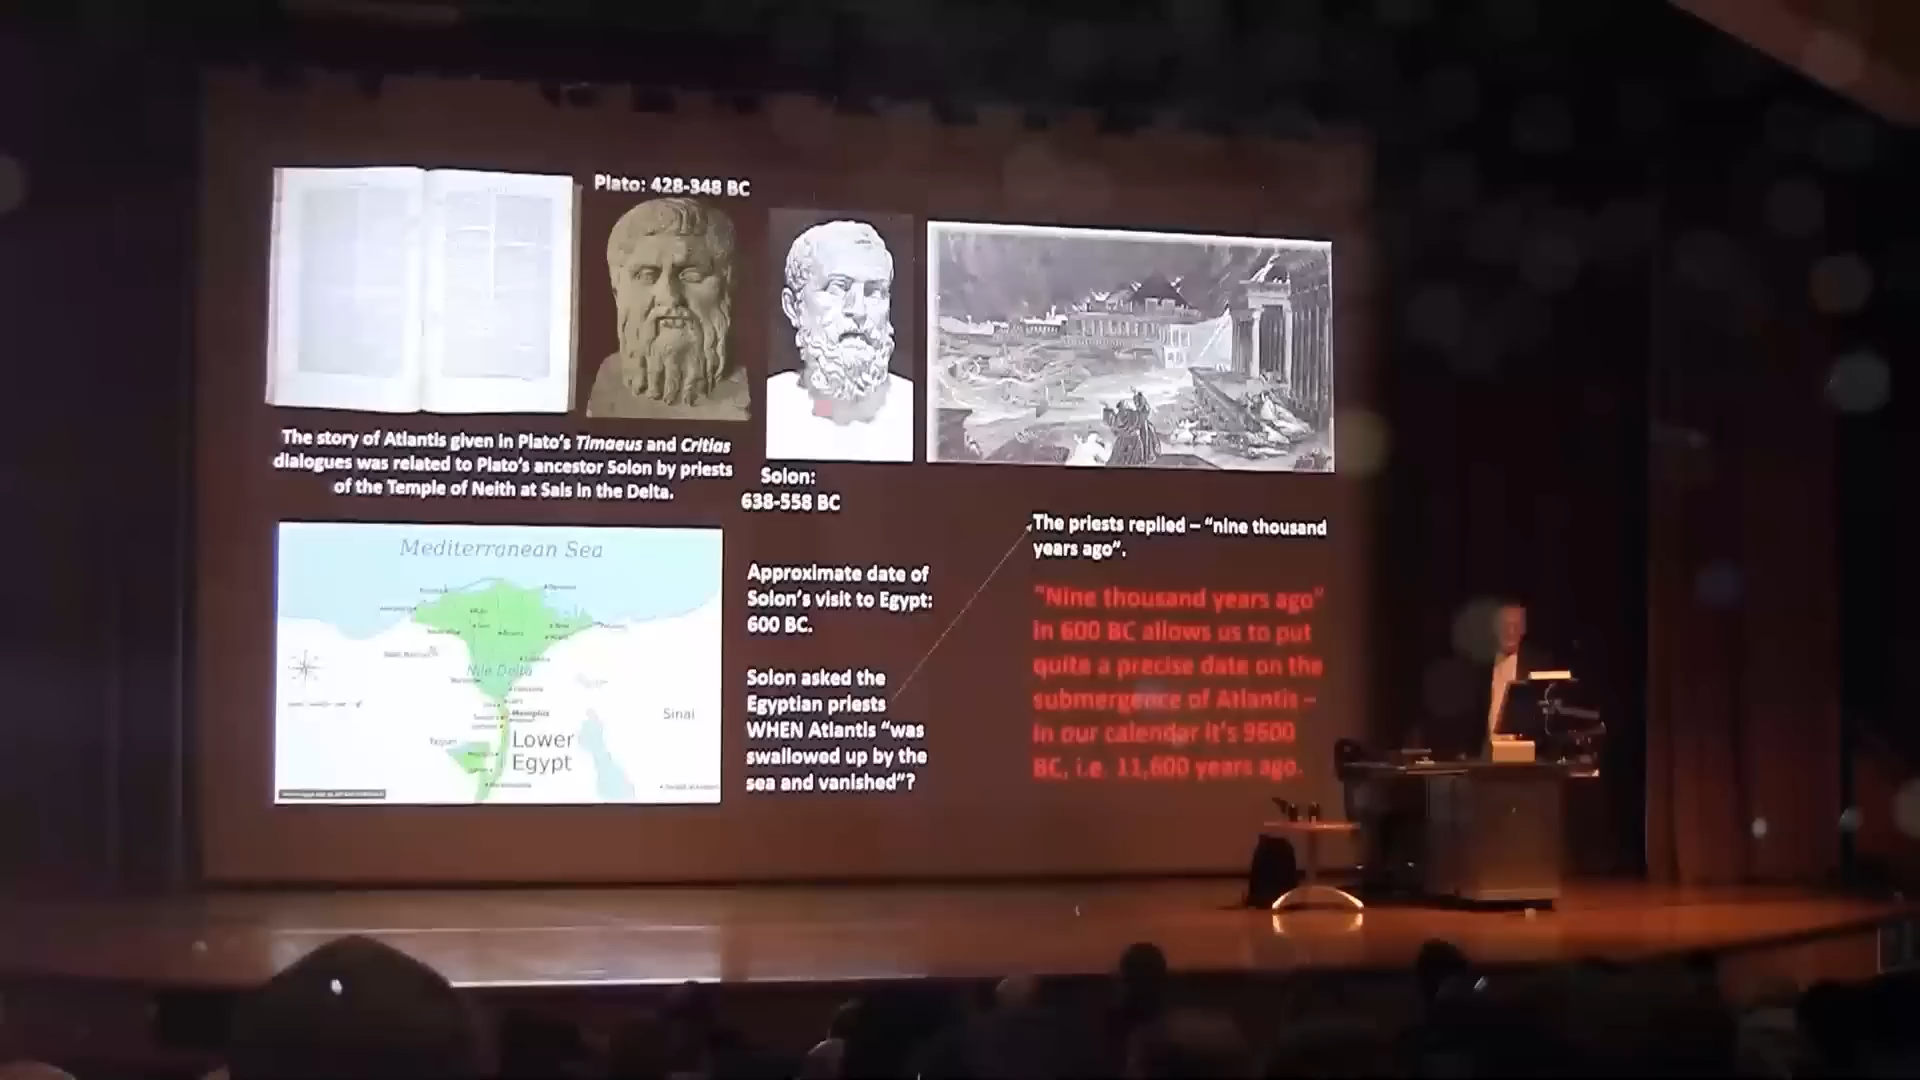 Plato: 428-348 BC
The story of Atlantis given in Plato's Timaeus and Critias
dialogues was related to Plato's ancestor Solon by priests
of the Temple of Neith at Sais in the Delta.
Solon:
638-558 BC
Mediterranean Sea
Nile Delta
Memphis
Sinai
Lower
Egypt
Approximate date of
Solon's visit to Egypt:
600 BC.
Solon asked the
Egyptian priests
WHEN Atlantis "was
swallowed up by the
sea and vanished"?
The priests replied – "nine thousand
years ago".
"Nine thousand years ago"
in 600 BC allows us to put
quite a precise date on the
submergence of Atlantis –
in our calendar it's 9600
BC, i.e. 11,600 years ago.